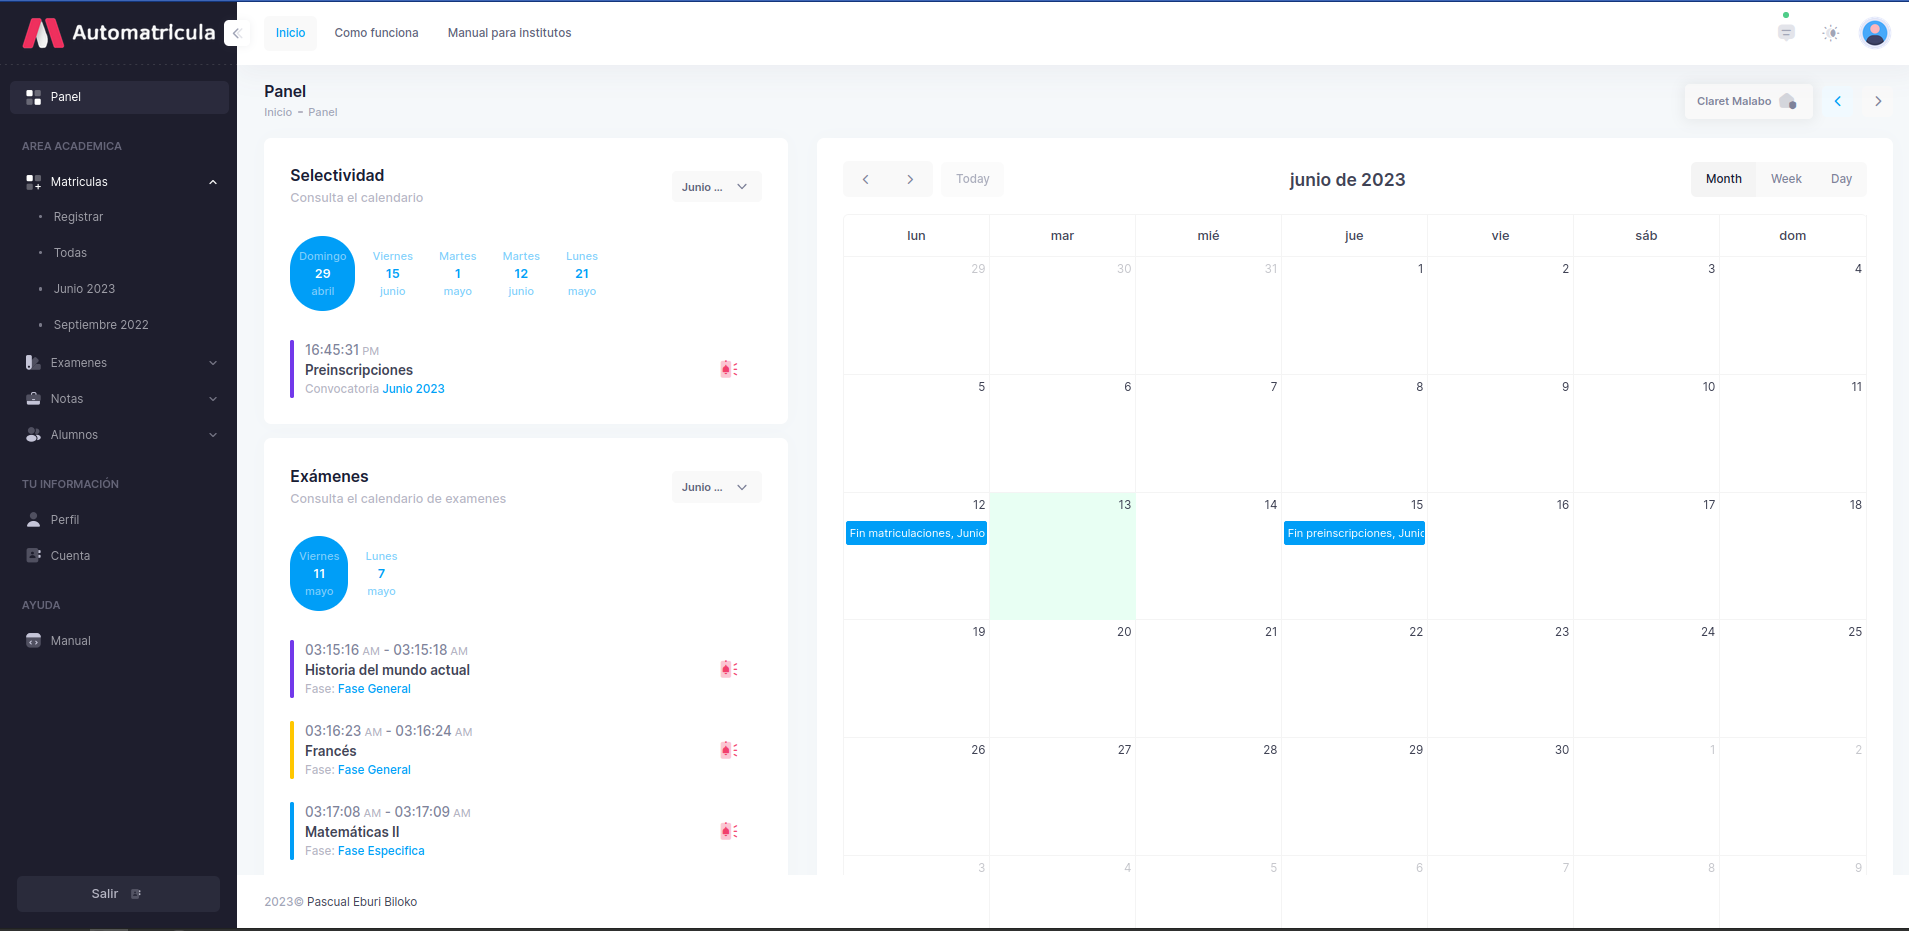 Automatrícula
Inicio
Como funciona
Manual para institutos
Panel
AREA ACADEMICA
Matriculas
Registrar
Todas
Junio 2023
Septiembre 2022
Examenes
Notas
Alumnos
TU INFORMACIÓN
Perfil
Cuenta
AYUDA
Manual
Salir
Panel
Inicio - Panel
Claret Malabo
Selectividad
Consulta el calendario
Junio ...
Domingo 29 abril
Viernes 15 junio
Martes 1 mayo
Martes 12 junio
Lunes 21 mayo
16:45:31 PM
Preinscripciones
Convocatoria Junio 2023
Exámenes
Consulta el calendario de examenes
Junio ...
Viernes 11 mayo
Lunes 7 mayo
03:15:16 AM - 03:15:18 AM
Historia del mundo actual
Fase: Fase General
03:16:23 AM - 03:16:24 AM
Francés
Fase: Fase General
03:17:08 AM - 03:17:09 AM
Matemáticas II
Fase: Fase Especifica
Today
junio de 2023
Month Week Day
lun mar mié jue vie sáb dom
29 30 31 1 2 3 4
5 6 7 8 9 10 11
12 13 14 15 16 17 18
Fin matriculaciones, Junio
Fin preinscripciones, Junio
19 20 21 22 23 24 25
26 27 28 29 30 1 2
3 4 5 6 7 8 9
2023© Pascual Eburi Biloko